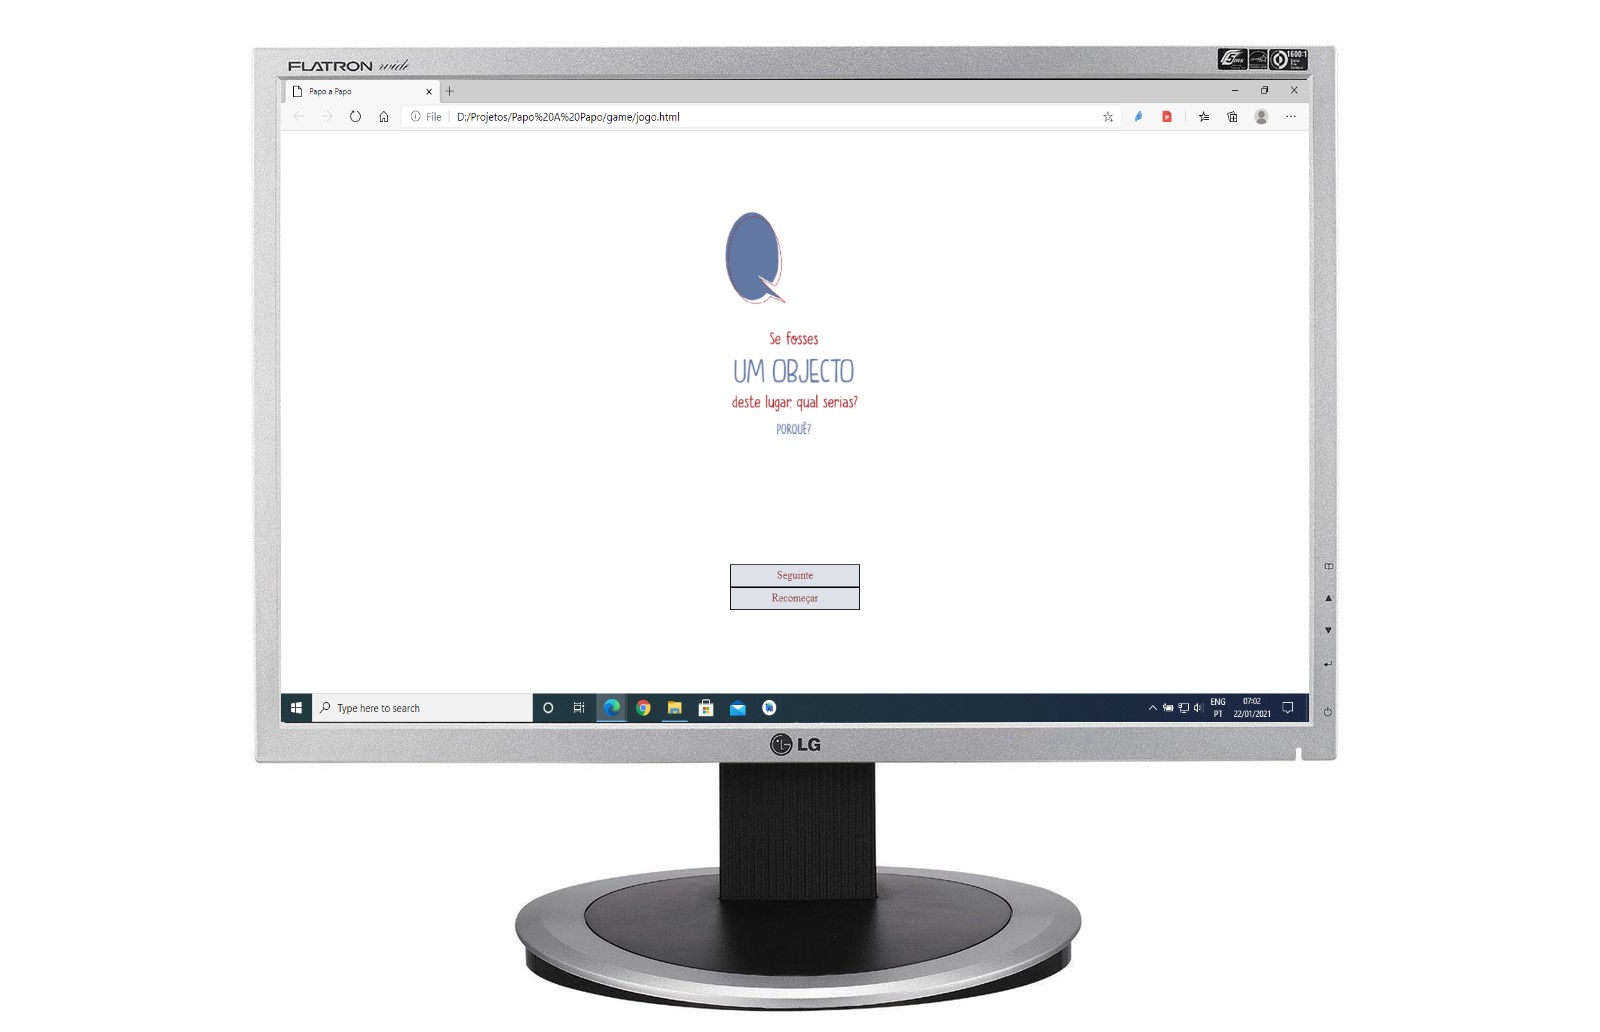 FLATRON wide
1600:1
Papo a Papo
File D:/Projetos/Papo%20A%20Papo/game/jogo.html
Se fosses
UM OBJECTO
deste lugar, qual serias?
PORQUÊ?
Seguinte
Recomeçar
Type here to search
ENG 07:02
PT 22/01/2021
LG